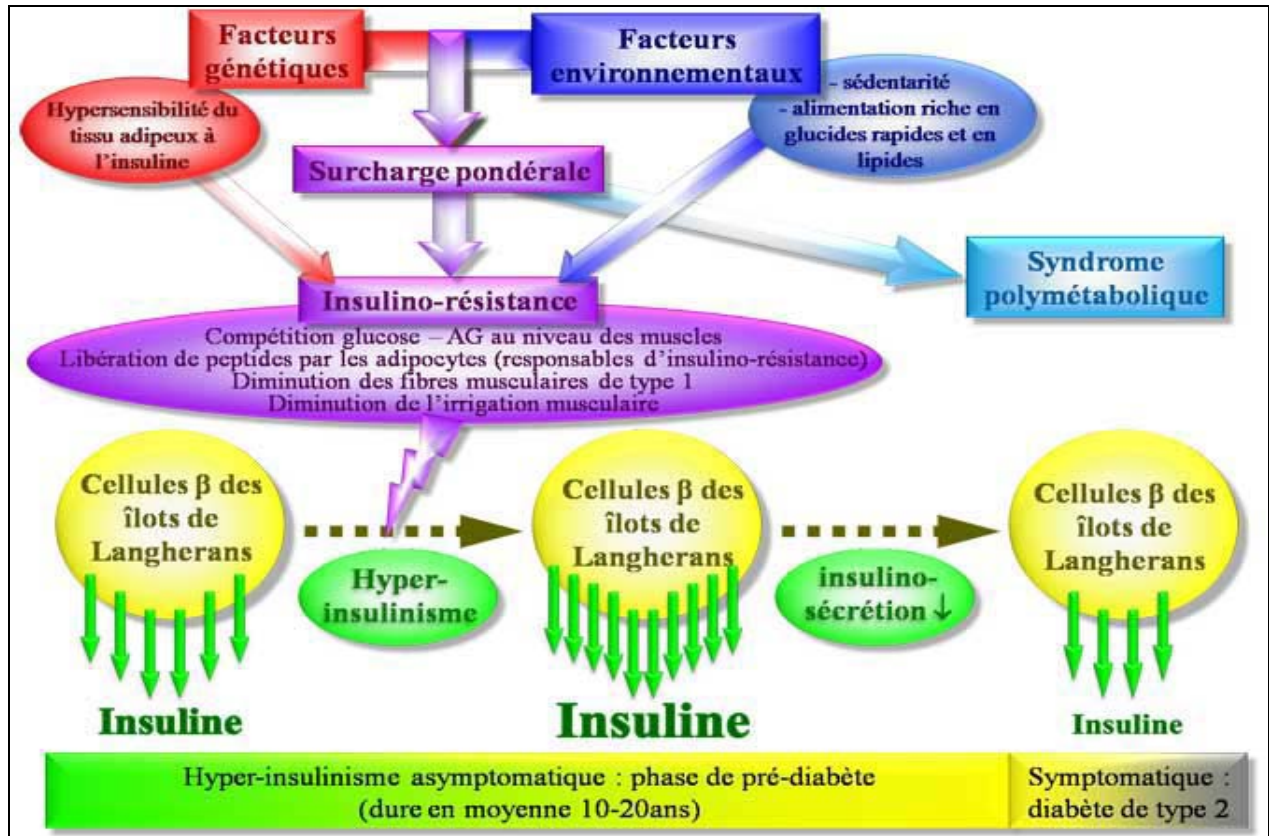 Facteurs
génétiques
Facteurs
environnementaux
Hypersensibilité du
tissu adipeux à
l'insuline
- sédentarité
- alimentation riche en
glucides rapides et en
lipides
Surcharge pondérale
Syndrome
polymétabolique
Insulino-résistance
Compétition glucose – AG au niveau des muscles
Libération de peptides par les adipocytes (responsables d'insulino-résistance)
Diminution des fibres musculaires de type 1
Diminution de l'irrigation musculaire
Cellules β des
îlots de
Langherans
Hyper-
insulinisme
Cellules β des
îlots de
Langherans
insulino-
sécrétion ↓
Cellules β des
îlots de
Langherans
Insuline
Insuline
Insuline
Hyper-insulinisme asymptomatique : phase de pré-diabète
(dure en moyenne 10-20ans)
Symptomatique :
diabète de type 2